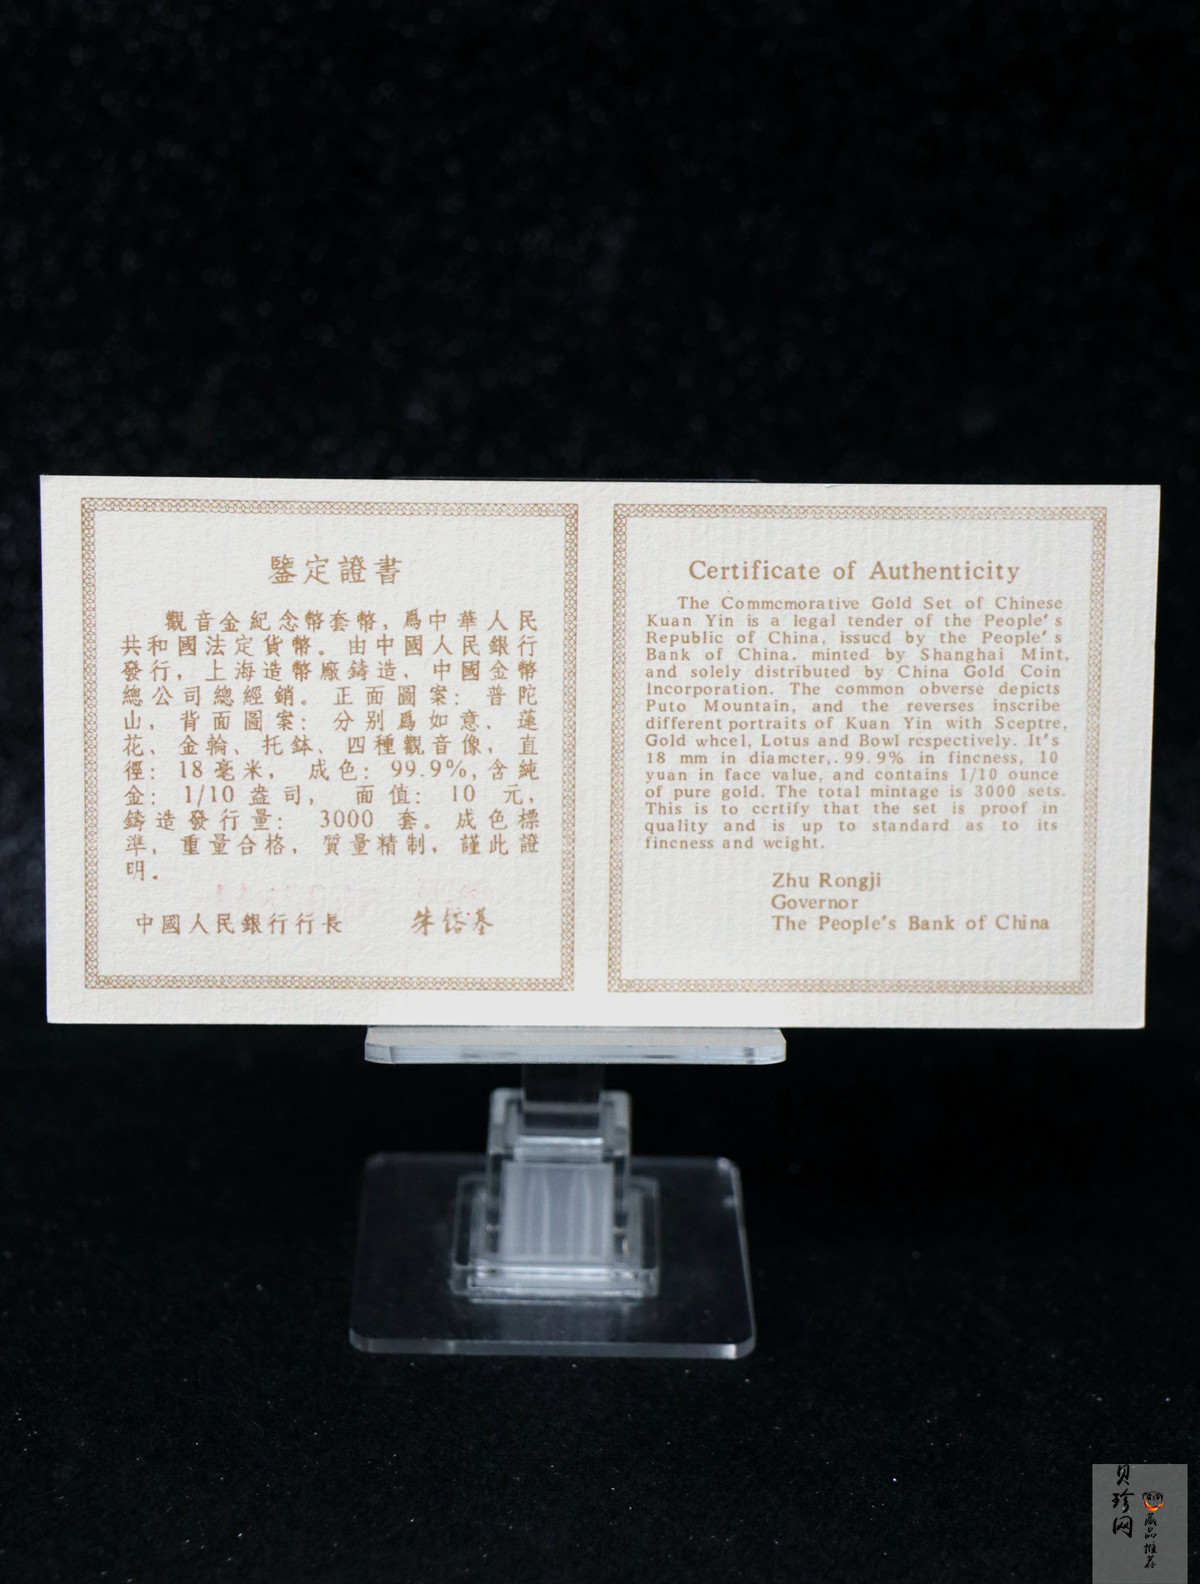 鑒定證書
觀音金紀念幣套幣，爲中華人民
共和國法定貨幣。由中國人民銀行
發行，上海造幣廠鑄造，中國金幣
總公司總經銷。正面圖案：普陀
山，背面圖案：分别爲如意、蓮
花、金輪、托鉢、四種觀音像，直
徑：18毫米，成色：99.9%,含純
金：1/10盎司，面值：10元，
鑄造發行量：3000套。成色標
準，重量合格，質量精制，謹此證
明。
中國人民銀行行長 朱鎔基
Certificate of Authenticity
The Commemorative Gold Set of Chinese
Kuan Yin is a legal tender of the People's
Republic of China, issued by the People's
Bank of China, minted by Shanghai Mint,
and solely distributed by China Gold Coin
Incorporation. The common obverse depicts
Puto Mountain, and the reverses inscribe
different portraits of Kuan Yin with Sceptre,
Gold wheel, Lotus and Bowl respectively. It's
18 mm in diameter,.99.9% in fineness, 10
yuan in face value, and contains 1/10 ounce
of pure gold. The total mintage is 3000 sets.
This is to certify that the set is proof in
quality and is up to standard as to its
fineness and weight.
Zhu Rongji
Governor
The People's Bank of China
贝珍网
藏品推荐